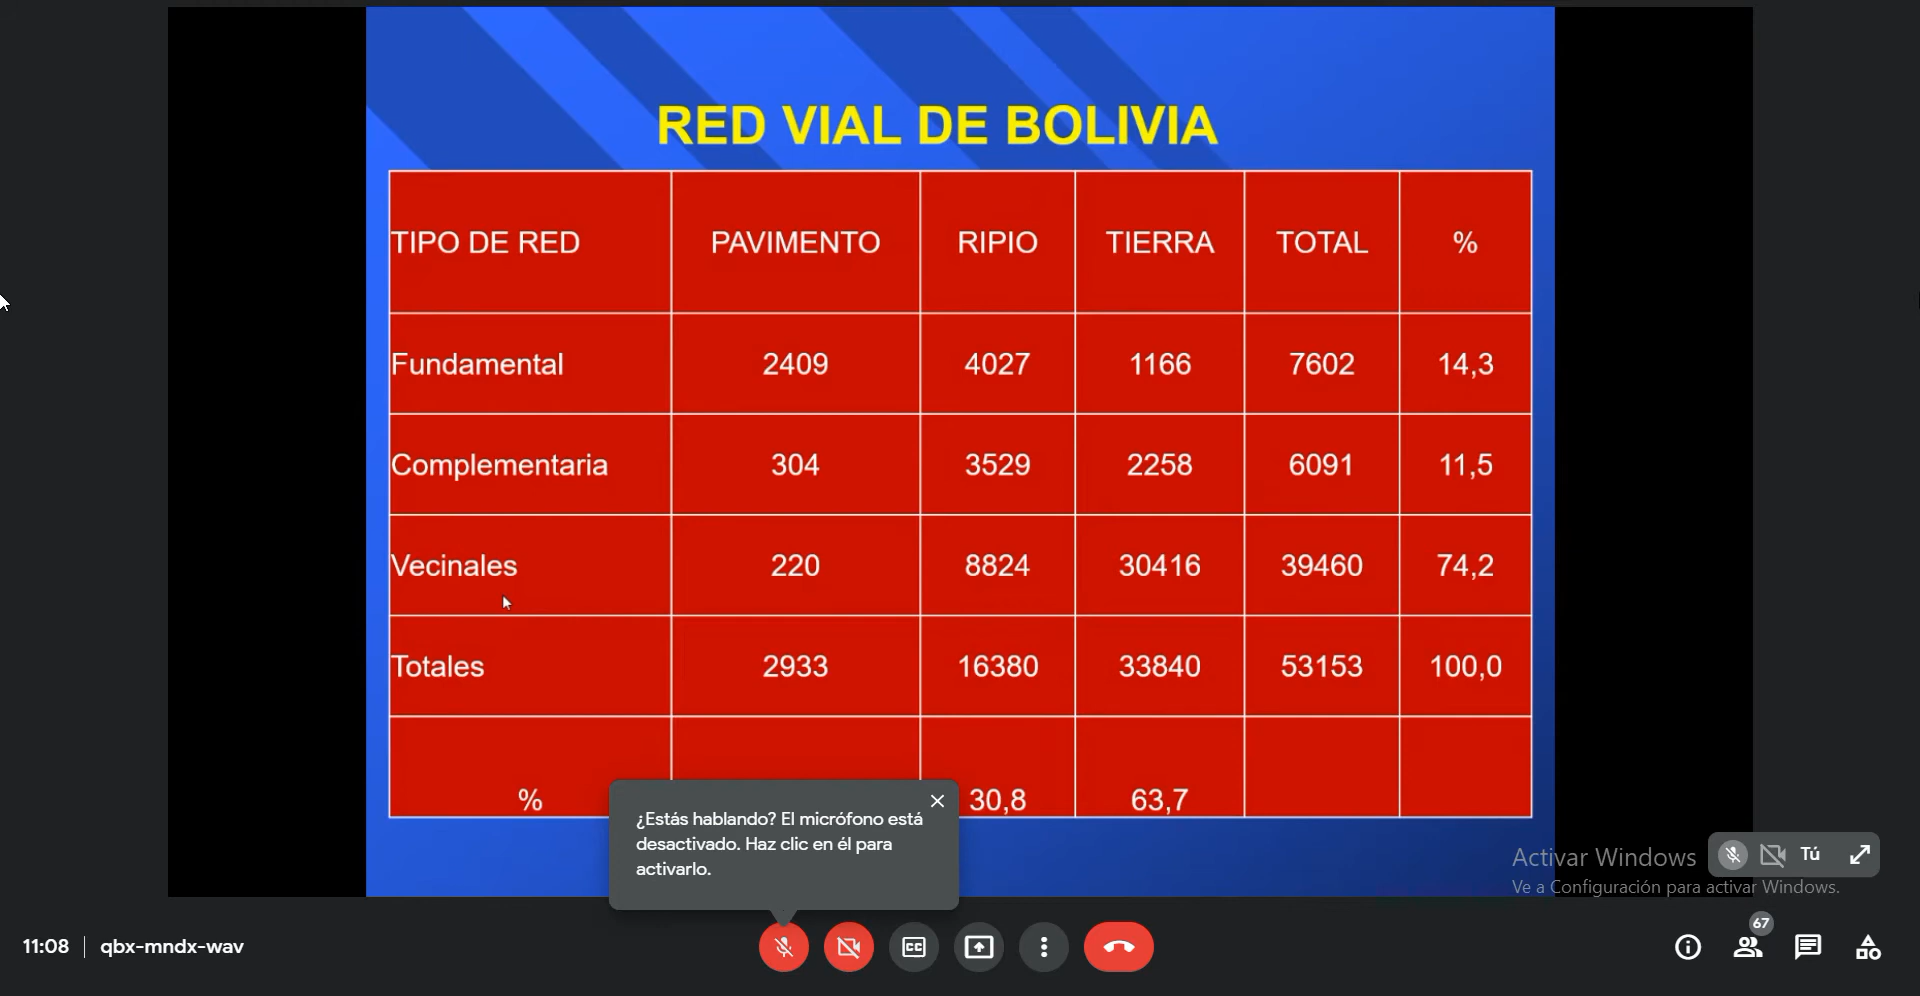 RED VIAL DE BOLIVIA
TIPO DE RED PAVIMENTO RIPIO TIERRA TOTAL %
Fundamental 2409 4027 1166 7602 14,3
Complementaria 304 3529 2258 6091 11,5
Vecinales 220 8824 30416 39460 74,2
Totales 2933 16380 33840 53153 100,0
% 30,8 63,7
¿Estás hablando? El micrófono está
desactivado. Haz clic en él para
activarlo.
Activar Windows
Tú
Ve a Configuración para activar Windows.
11:08 qbx-mndx-wav
CC
67